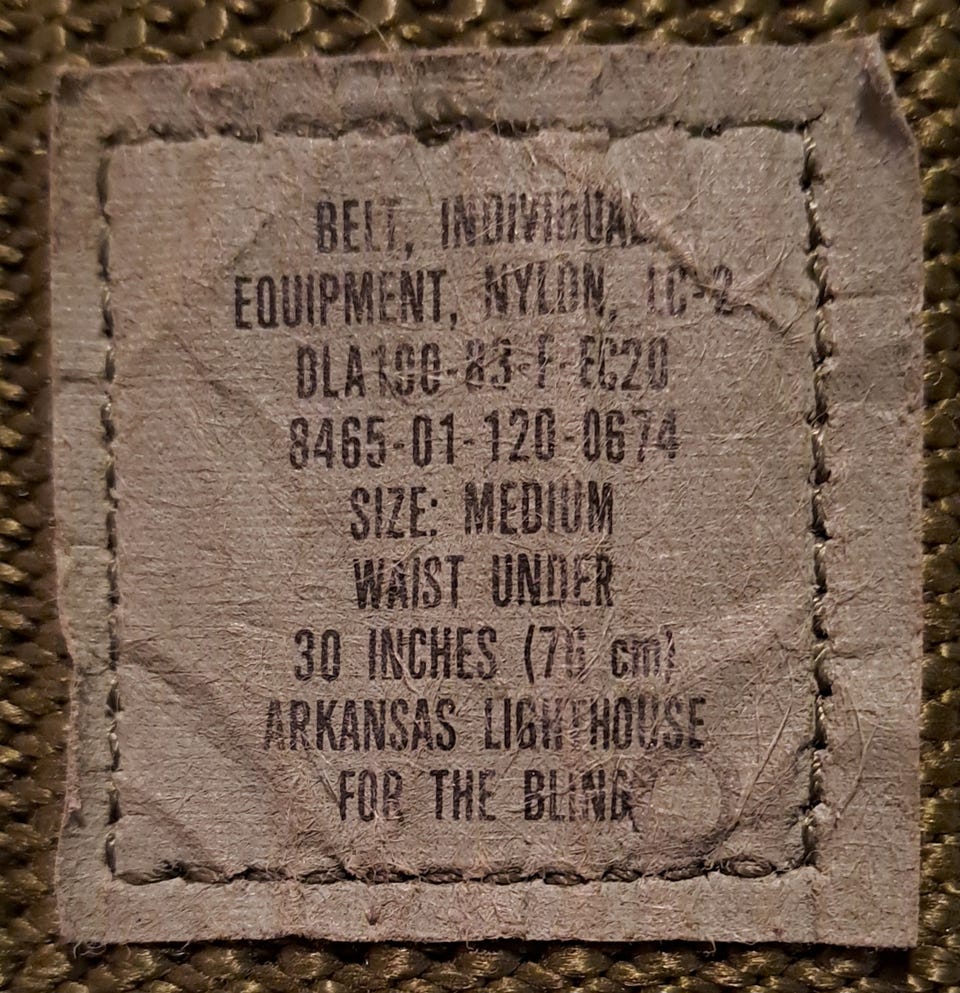 BELT, INDIVIDUAL
EQUIPMENT, NYLON, LC-2
DLA100-83-F-EC20
8465-01-120-0674
SIZE: MEDIUM
WAIST UNDER
30 INCHES (76 cm)
ARKANSAS LIGHTHOUSE
FOR THE BLIND